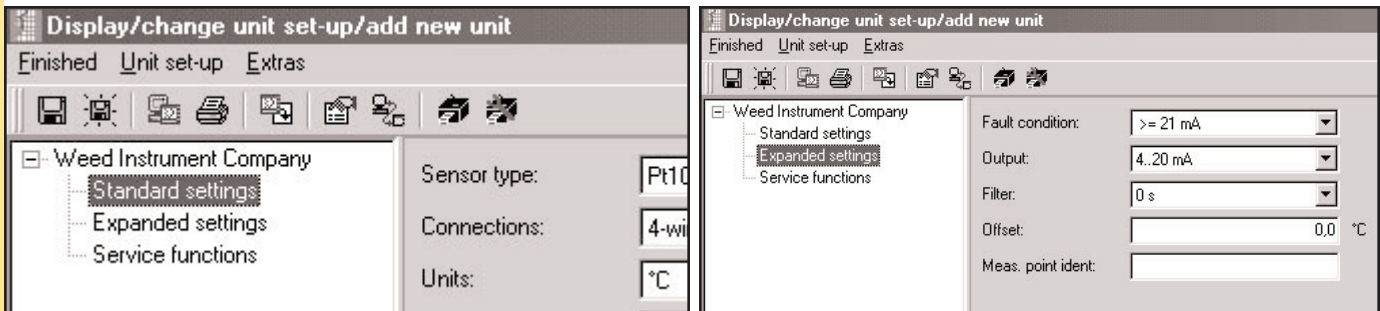 Display/change unit set-up/add new unit
Finished Unit set-up Extras
Weed Instrument Company
Standard settings
Expanded settings
Service functions
Sensor type: Pt10
Connections: 4-wi
Units: °C
Display/change unit set-up/add new unit
Finished Unit set-up Extras
Weed Instrument Company
Standard settings
Expanded settings
Service functions
Fault condition: >= 21 mA
Output: 4..20 mA
Filter: 0 s
Offset: 0,0 °C
Meas. point ident: